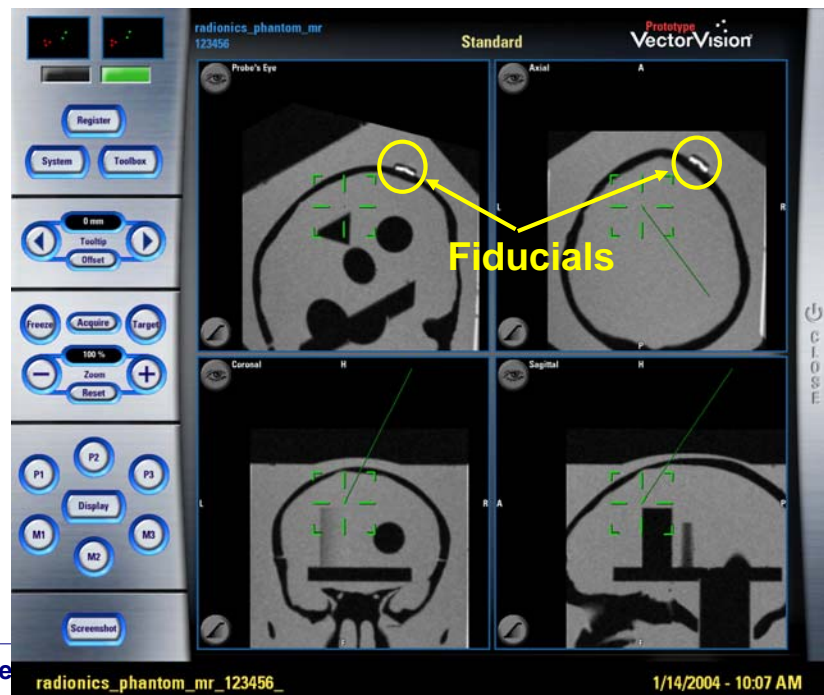 radionics_phantom_mr
123456
Standard
Prototype
VectorVision
Register
System
Toolbox
0 mm
Tooltip
Offset
Freeze
Acquire
Target
100 %
Zoom
Reset
P1
P2
P3
Display
M1
M2
M3
Screenshot
Probe's Eye
Axial
A
L
R
P
Fiducials
Coronal
H
L
R
Sagittal
H
A
P
CLOSE
e
radionics_phantom_mr_123456_
1/14/2004 - 10:07 AM